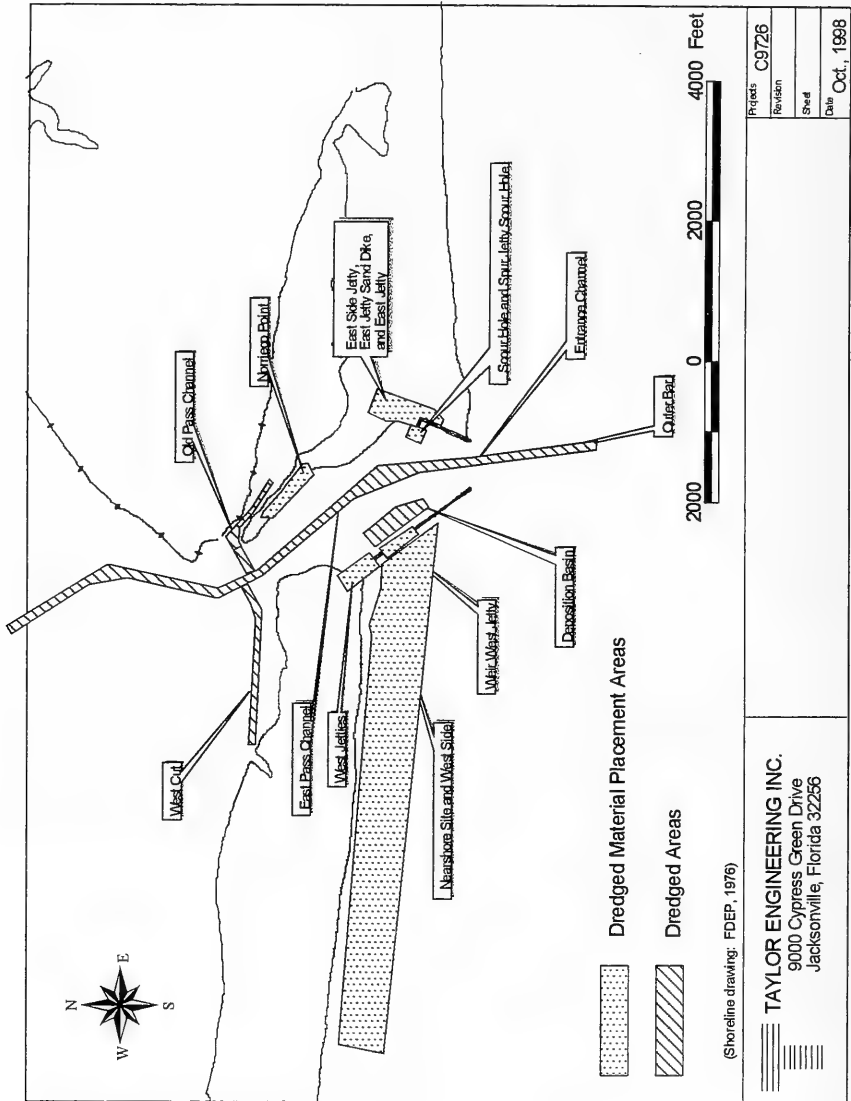 N
W
E
S
Old Pass Channel
Norriego Point
East Side Jetty,
East Jetty Sand Dike,
and East Jetty
Scour Hole and Spur Jetty Scour Hole
Entrance Channel
Outer Bar
West Cut
East Pass Channel
West Jetties
Nearshore Site and West Side
Weir West Jetty
Deposition Basin
Dredged Material Placement Areas
Dredged Areas
2000
0
2000
4000 Feet
(Shoreline drawing: FDEP, 1976)
TAYLOR ENGINEERING INC.
9000 Cypress Green Drive
Jacksonville, Florida 32256
Projects C9726
Revision
Sheet
Date Oct., 1998